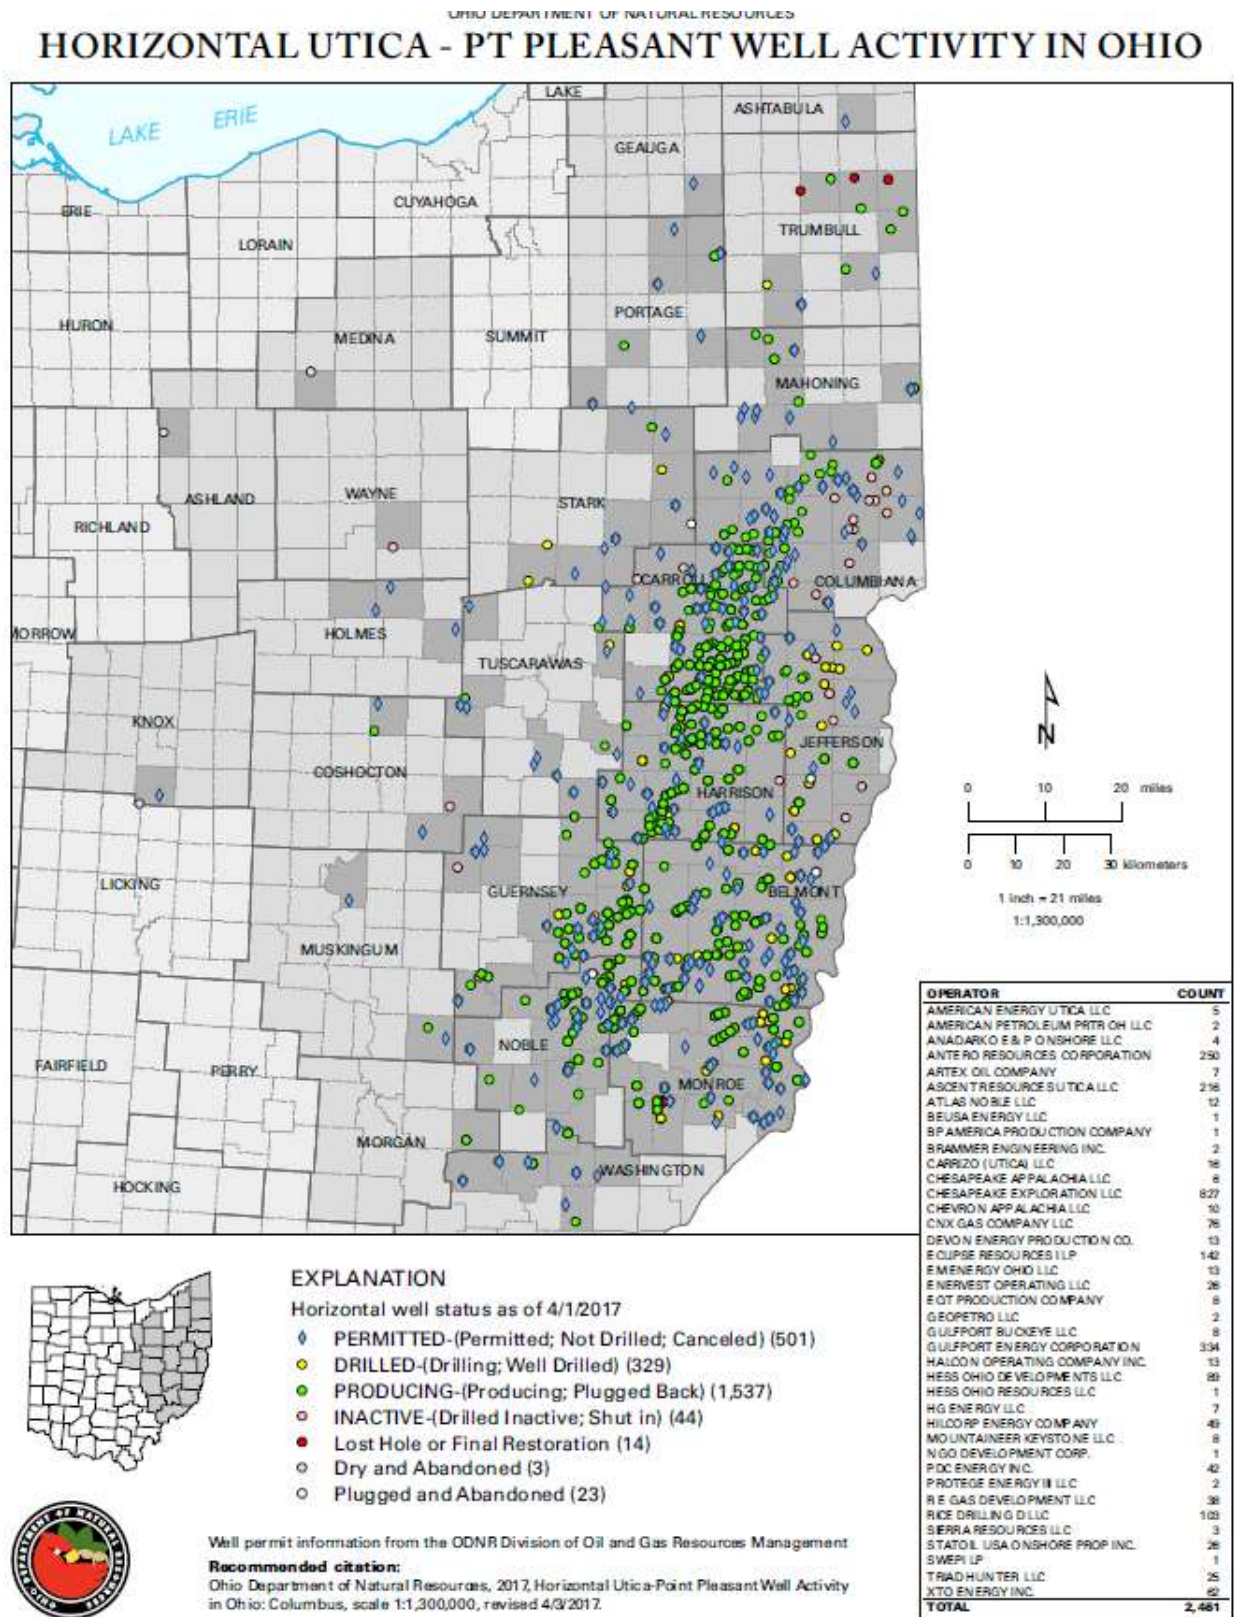 OHIO DEPARTMENT OF NATURAL RESOURCES
HORIZONTAL UTICA - PT PLEASANT WELL ACTIVITY IN OHIO
LAKE
ASHTABULA
LAKE ERIE
GEAUGA
CUYAHOGA
ERIE
TRUMBULL
LORAIN
PORTAGE
HURON
MEDINA
SUMMIT
MAHONING
WAYNE
ASHLAND
STARK
RICHLAND
CARROLL
COLUMBIANA
MORROW
HOLMES
TUSCARAWAS
KNOX
JEFFERSON
COSHOCTON
HARRISON
LICKING
GUERNSEY
BELMONT
MUSKINGUM
NOBLE
FAIRFIELD
PERRY
MONROE
MORGAN
WASHINGTON
HOCKING
N
0 10 20 miles
0 10 20 30 kilometers
1 inch = 21 miles
1:1,300,000
OPERATOR COUNT
AMERICAN ENERGY UTICA LLC 5
AMERICAN PETROLEUM PRTR OH LLC 2
ANADARKO E & P ONSHORE LLC 4
ANTERO RESOURCES CORPORATION 250
ARTEX OIL COMPANY 7
ASCENT RESOURCES UTICA LLC 216
ATLAS NOBLE LLC 12
BEUSA ENERGY LLC 1
BP AMERICA PRODUCTION COMPANY 1
BRAMMER ENGINEERING INC. 2
CARRIZO (UTICA) LLC 16
CHESAPEAKE APPALACHIA LLC 6
CHESAPEAKE EXPLORATION LLC 827
CHEVRON APPALACHIA LLC 10
CNX GAS COMPANY LLC 76
DEVON ENERGY PRODUCTION CO. 13
ECLIPSE RESOURCES I LP 142
EM ENERGY OHIO LLC 13
ENERVEST OPERATING LLC 26
EQT PRODUCTION COMPANY 8
GEOPETRO LLC 2
GULFPORT BUCKEYE LLC 8
GULFPORT ENERGY CORPORATION 334
HALCON OPERATING COMPANY INC. 13
HESS OHIO DEVELOPMENTS LLC 89
HESS OHIO RESOURCES LLC 1
HG ENERGY LLC 7
HILCORP ENERGY COMPANY 49
MOUNTAINEER KEYSTONE LLC 8
NGO DEVELOPMENT CORP. 1
PDC ENERGY INC. 42
PROTEGE ENERGY III LLC 2
R E GAS DEVELOPMENT LLC 38
RICE DRILLING D LLC 103
SIERRA RESOURCES LLC 3
STATOIL USA ONSHORE PROP INC. 26
SWEPI LP 1
TRIAD HUNTER LLC 25
XTO ENERGY INC. 62
TOTAL 2,451
EXPLANATION
Horizontal well status as of 4/1/2017
PERMITTED-(Permitted; Not Drilled; Canceled) (501)
DRILLED-(Drilling; Well Drilled) (329)
PRODUCING-(Producing; Plugged Back) (1,537)
INACTIVE-(Drilled Inactive; Shut in) (44)
Lost Hole or Final Restoration (14)
Dry and Abandoned (3)
Plugged and Abandoned (23)
Well permit information from the ODNR Division of Oil and Gas Resources Management
Recommended citation:
Ohio Department of Natural Resources, 2017, Horizontal Utica-Point Pleasant Well Activity
in Ohio: Columbus, scale 1:1,300,000, revised 4/3/2017.